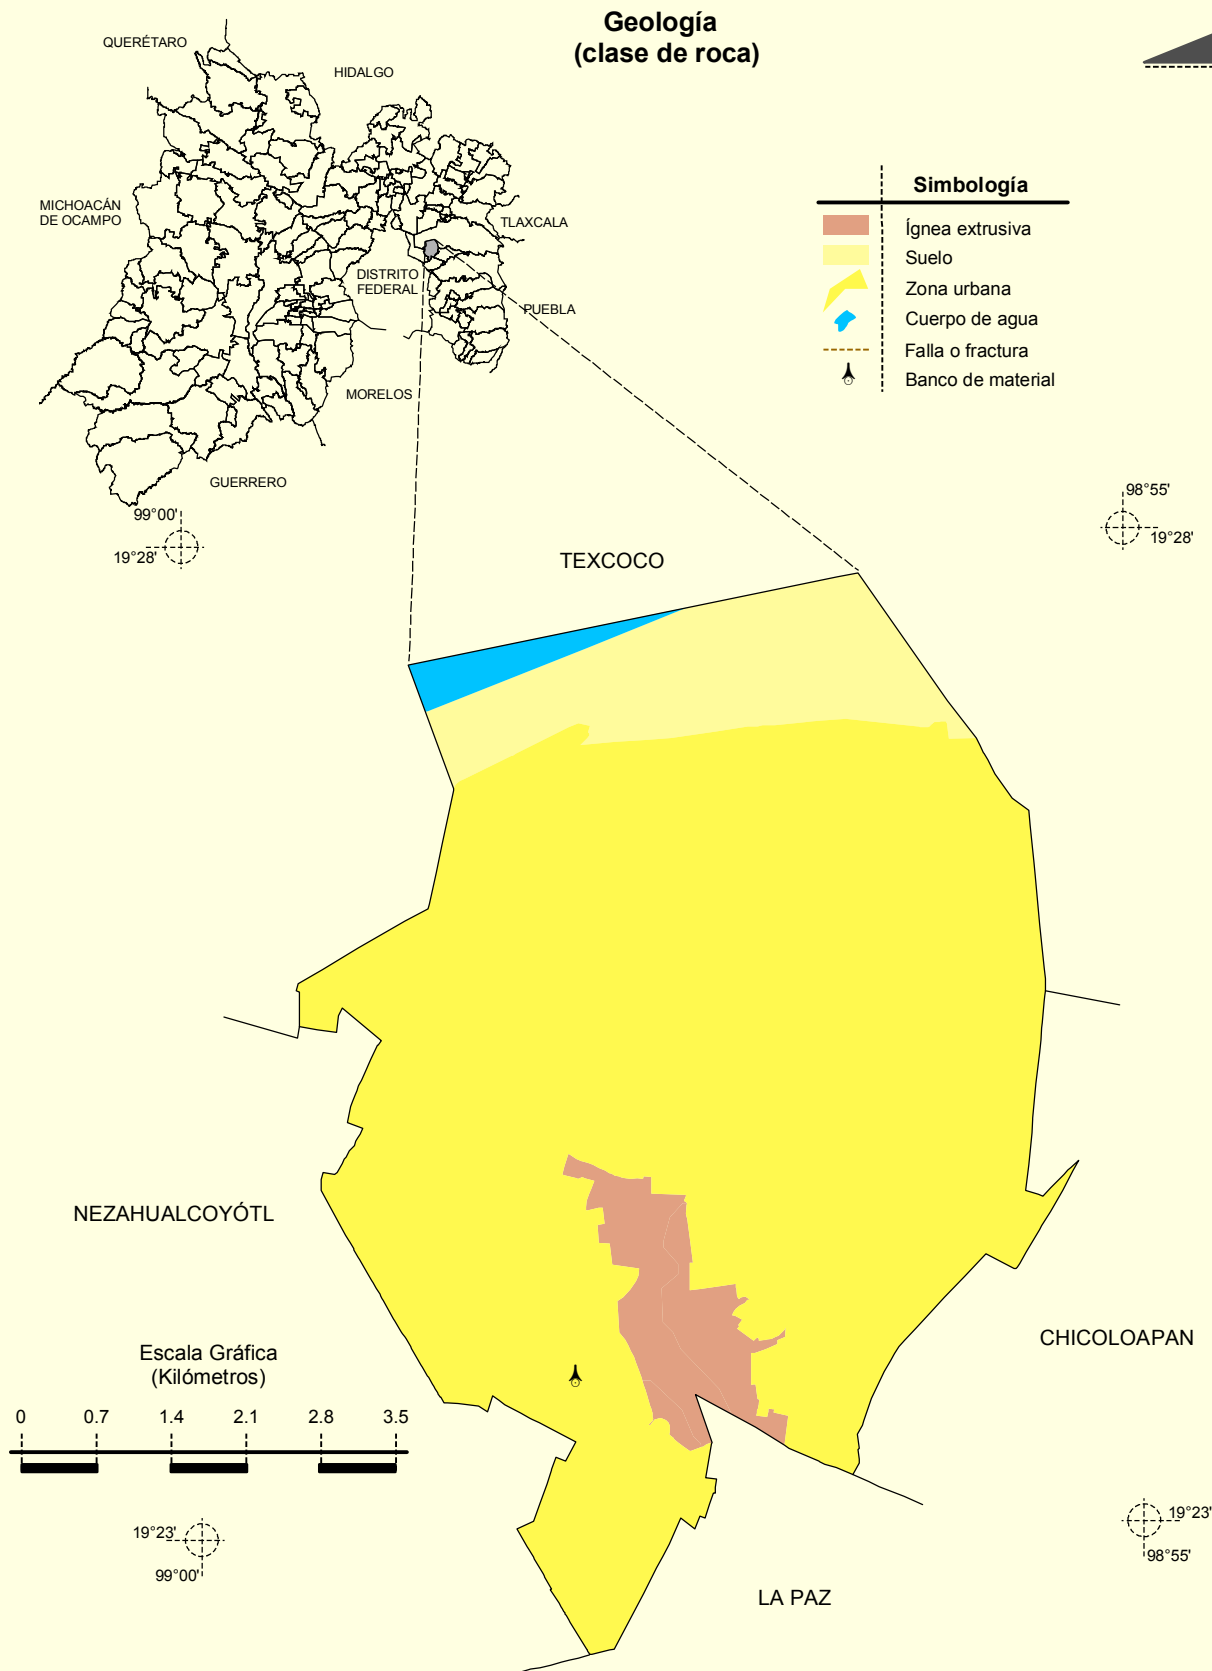 Geología
(clase de roca)
QUERÉTARO
HIDALGO
MICHOACÁN
DE OCAMPO
TLAXCALA
DISTRITO
FEDERAL
PUEBLA
MORELOS
GUERRERO
Simbología
Ígnea extrusiva
Suelo
Zona urbana
Cuerpo de agua
Falla o fractura
Banco de material
99°00'
19°28'
98°55'
19°28'
TEXCOCO
NEZAHUALCOYÓTL
CHICOLOAPAN
Escala Gráfica
(Kilómetros)
0 0.7 1.4 2.1 2.8 3.5
19°23'
99°00'
19°23'
98°55'
LA PAZ